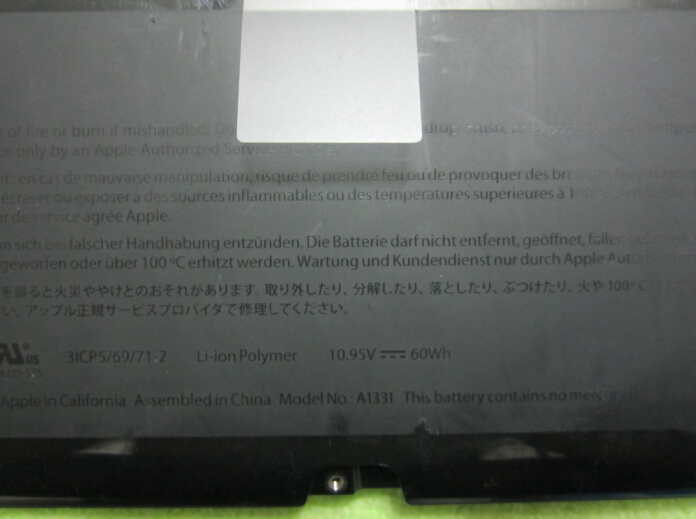 of fire or burn if mishandled. Do drop, crush,
only by an Apple Authorized
: en cas de mauvaise manipulation, risque de prendre feu ou de provoquer des
écraser ou exposer à des sources inflammables ou des températures supérieures à
de service agréé Apple.
sich bei falscher Handhabung entzünden. Die Batterie darf nicht entfernt, geöffnet, fallen gelassen,
geworfen oder über 100 °C erhitzt werden. Wartung und Kundendienst nur durch Apple
を誤ると火災ややけどのおそれがあります。取り外したり、分解したり、落としたり、ぶつけたり、火や 100° C
い。アップル正規サービスプロバイダで修理してください。
US 3ICP5/69/71-2 Li-ion Polymer 10.95V 60Wh
Apple in California Assembled in China Model No.: A1331 This battery contains no